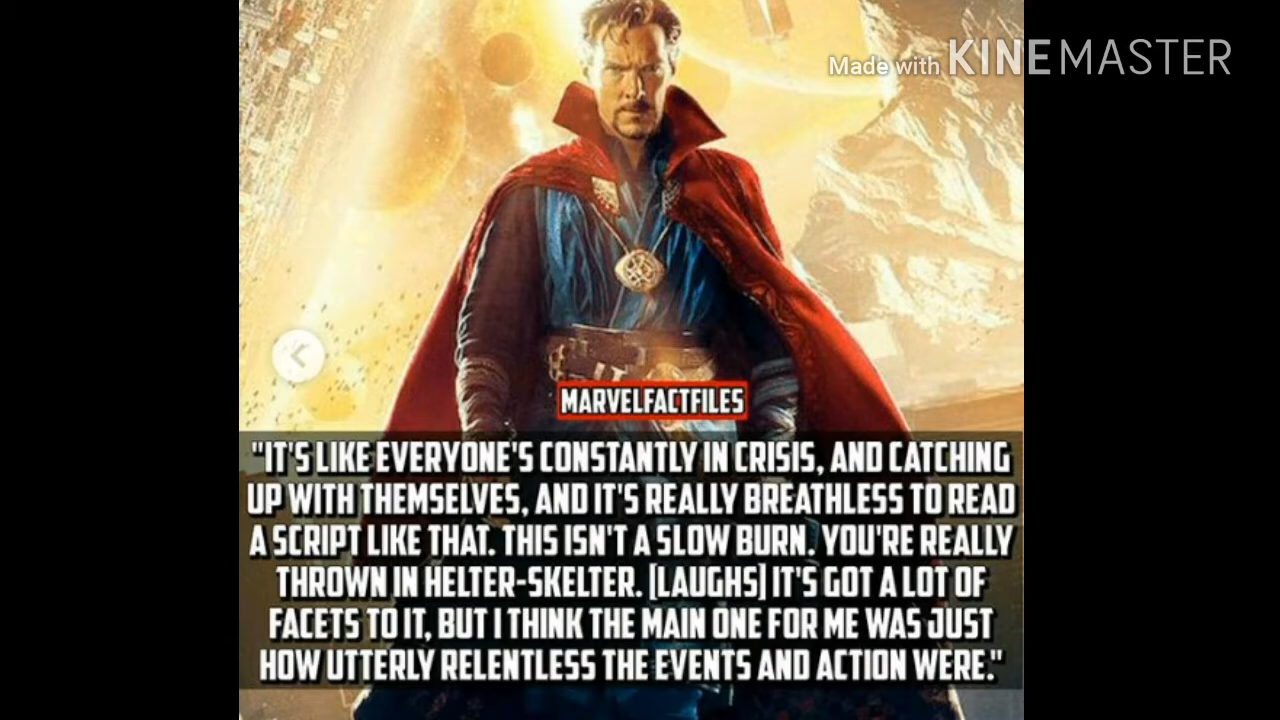 Made with KINEMASTER
MARVELFACTFILES
"IT'S LIKE EVERYONE'S CONSTANTLY IN CRISIS, AND CATCHING
UP WITH THEMSELVES, AND IT'S REALLY BREATHLESS TO READ
A SCRIPT LIKE THAT. THIS ISN'T A SLOW BURN. YOU'RE REALLY
THROWN IN HELTER-SKELTER. [LAUGHS] IT'S GOT A LOT OF
FACETS TO IT, BUT I THINK THE MAIN ONE FOR ME WAS JUST
HOW UTTERLY RELENTLESS THE EVENTS AND ACTION WERE."